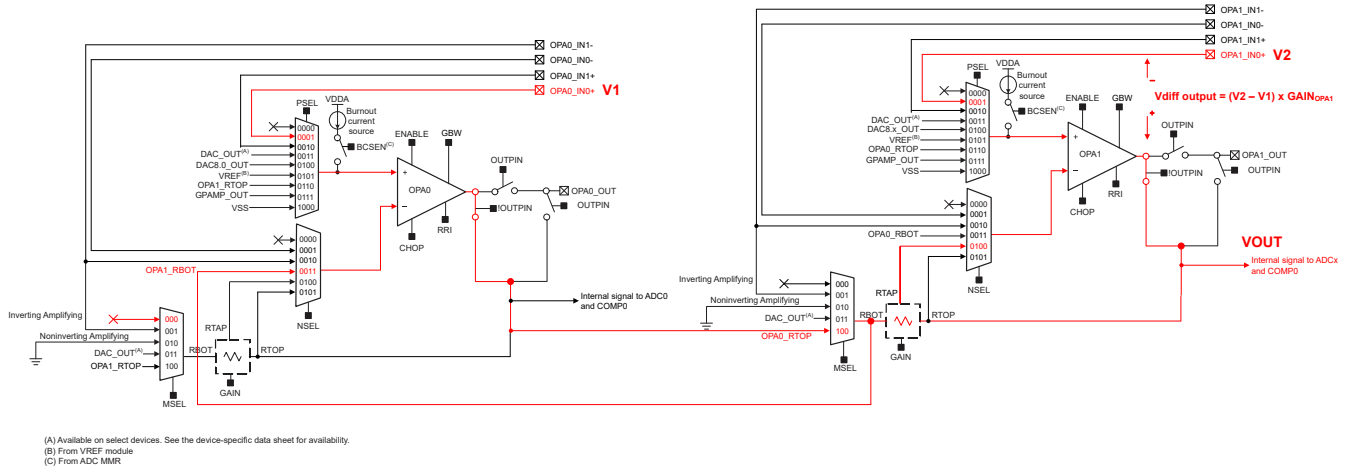 OPA0_IN1-
OPA0_IN0-
OPA0_IN1+
OPA0_IN0+ V1
PSEL
VDDA
Burnout
current
source
BCSEN(C)
0000
0001
0010
0011
0100
0101
0110
0111
1000
DAC_OUT(A)
DAC8.0_OUT
VREF(B)
OPA1_RTOP
GPAMP_OUT
VSS
ENABLE
GBW
+
OPA0
−
CHOP
RRI
OUTPIN
!OUTPIN
OPA0_OUT
OUTPIN
0000
0001
0010
0011
0100
0101
OPA1_RBOT
NSEL
Internal signal to ADC0
and COMP0
Inverting Amplifying
Noninverting Amplifying
DAC_OUT(A)
OPA1_RTOP
000
001
010
011
100
MSEL
RBOT
RTAP
RTOP
GAIN
OPA1_IN1-
OPA1_IN0-
OPA1_IN1+
OPA1_IN0+ V2
PSEL
VDDA
Burnout
current
source
BCSEN(C)
0000
0001
0010
0011
0100
0101
0110
0111
1000
DAC_OUT(A)
DAC8.x_OUT
VREF(B)
OPA0_RTOP
GPAMP_OUT
VSS
ENABLE
GBW
+
OPA1
−
CHOP
RRI
−
Vdiff output = (V2 – V1) x GAINOPA1
+
OUTPIN
!OUTPIN
OPA1_OUT
OUTPIN
0000
0001
0010
0011
0100
0101
OPA0_RBOT
NSEL
VOUT
Internal signal to ADCx
and COMP0
Inverting Amplifying
Noninverting Amplifying
DAC_OUT(A)
OPA0_RTOP
000
001
010
011
100
MSEL
RBOT
RTAP
RTOP
GAIN
(A) Available on select devices. See the device-specific data sheet for availability.
(B) From VREF module
(C) From ADC MMR